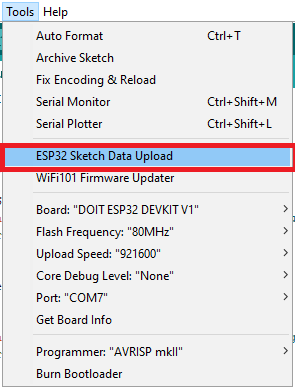 Tools Help
Auto Format Ctrl+T
Archive Sketch
Fix Encoding & Reload
Serial Monitor Ctrl+Shift+M
Serial Plotter Ctrl+Shift+L
ESP32 Sketch Data Upload
WiFi101 Firmware Updater
Board: "DOIT ESP32 DEVKIT V1"
Flash Frequency: "80MHz"
Upload Speed: "921600"
Core Debug Level: "None"
Port: "COM7"
Get Board Info
Programmer: "AVRISP mkII"
Burn Bootloader